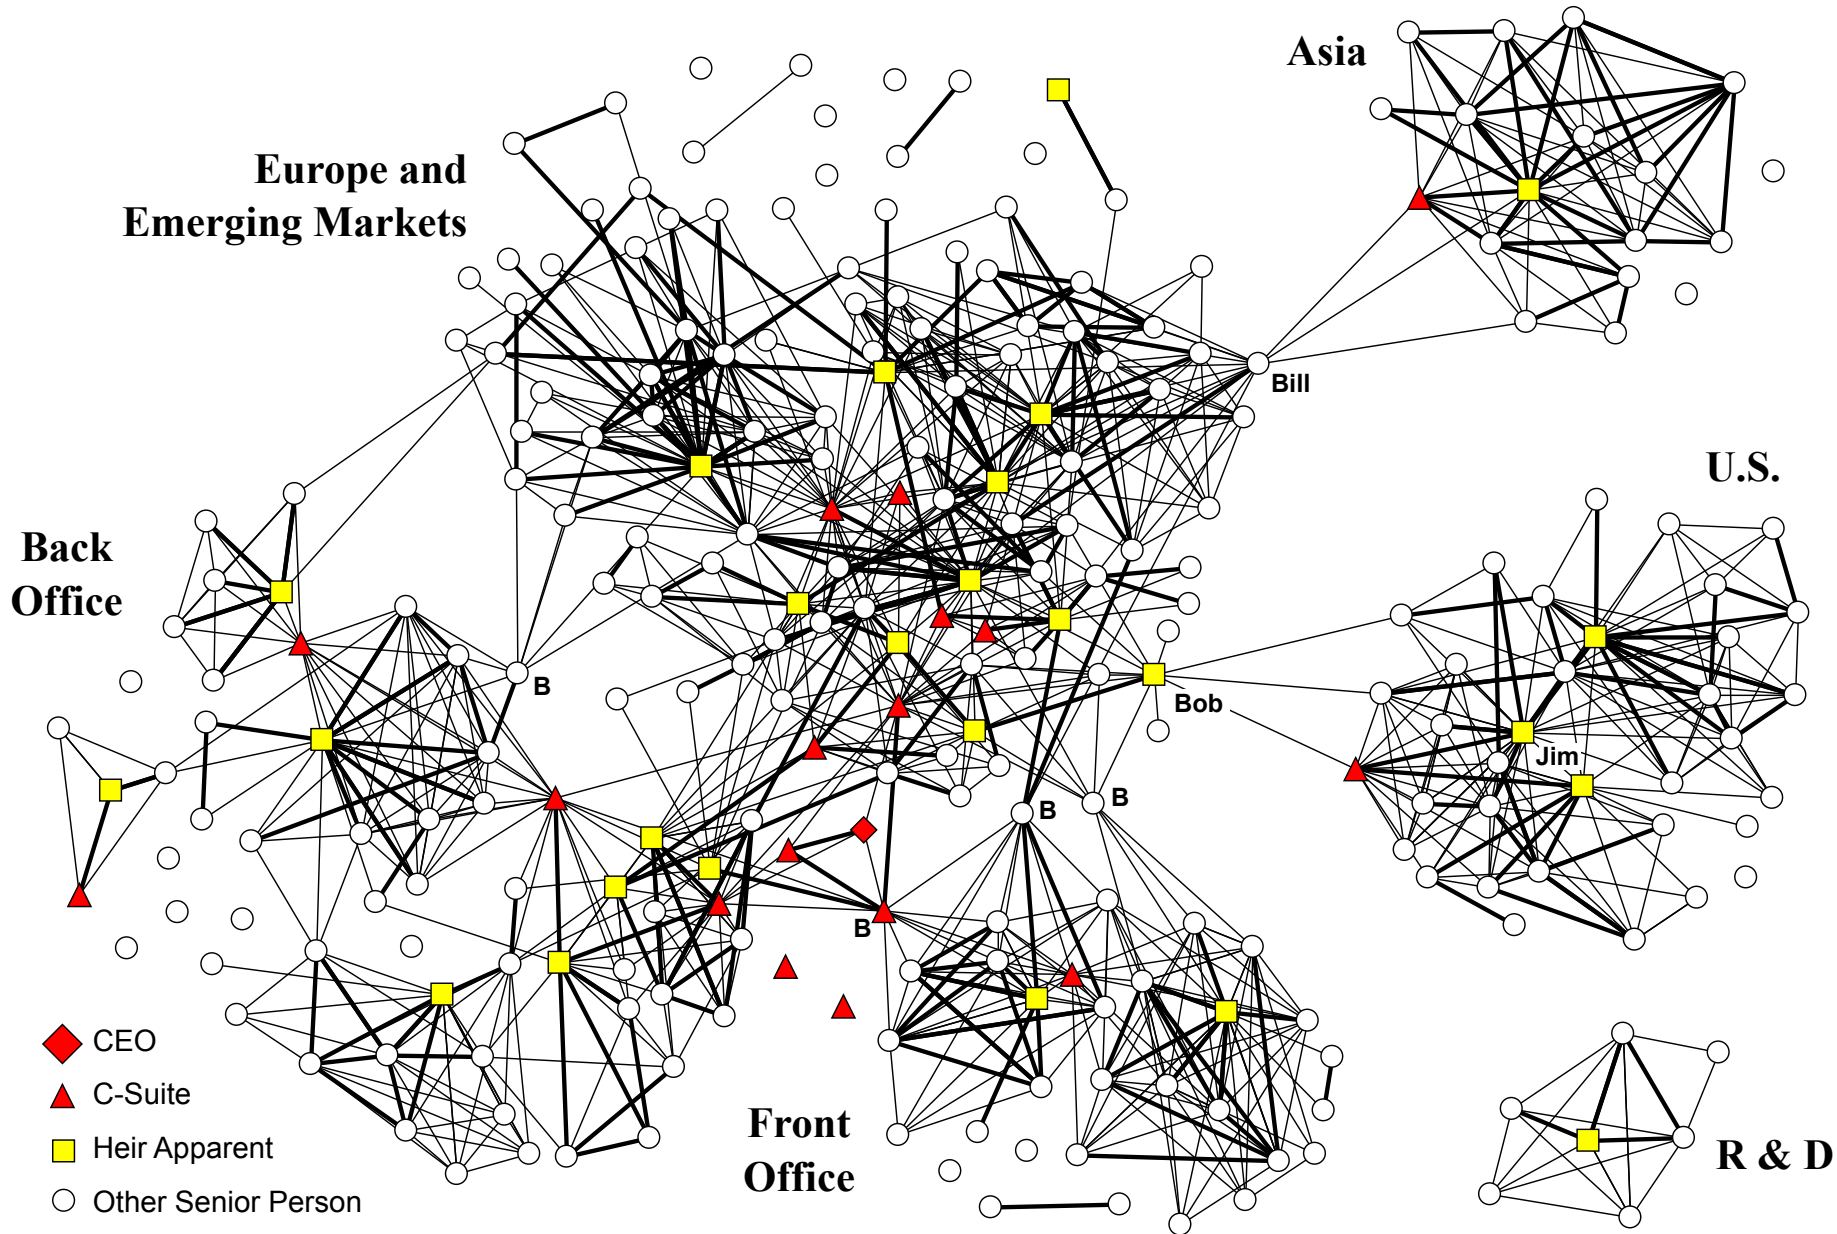 Asia
Europe and
Emerging Markets
Bill
U.S.
Back
Office
B
Bob
Jim
B
B
B
CEO
C-Suite
Heir Apparent
Other Senior Person
Front
Office
R & D